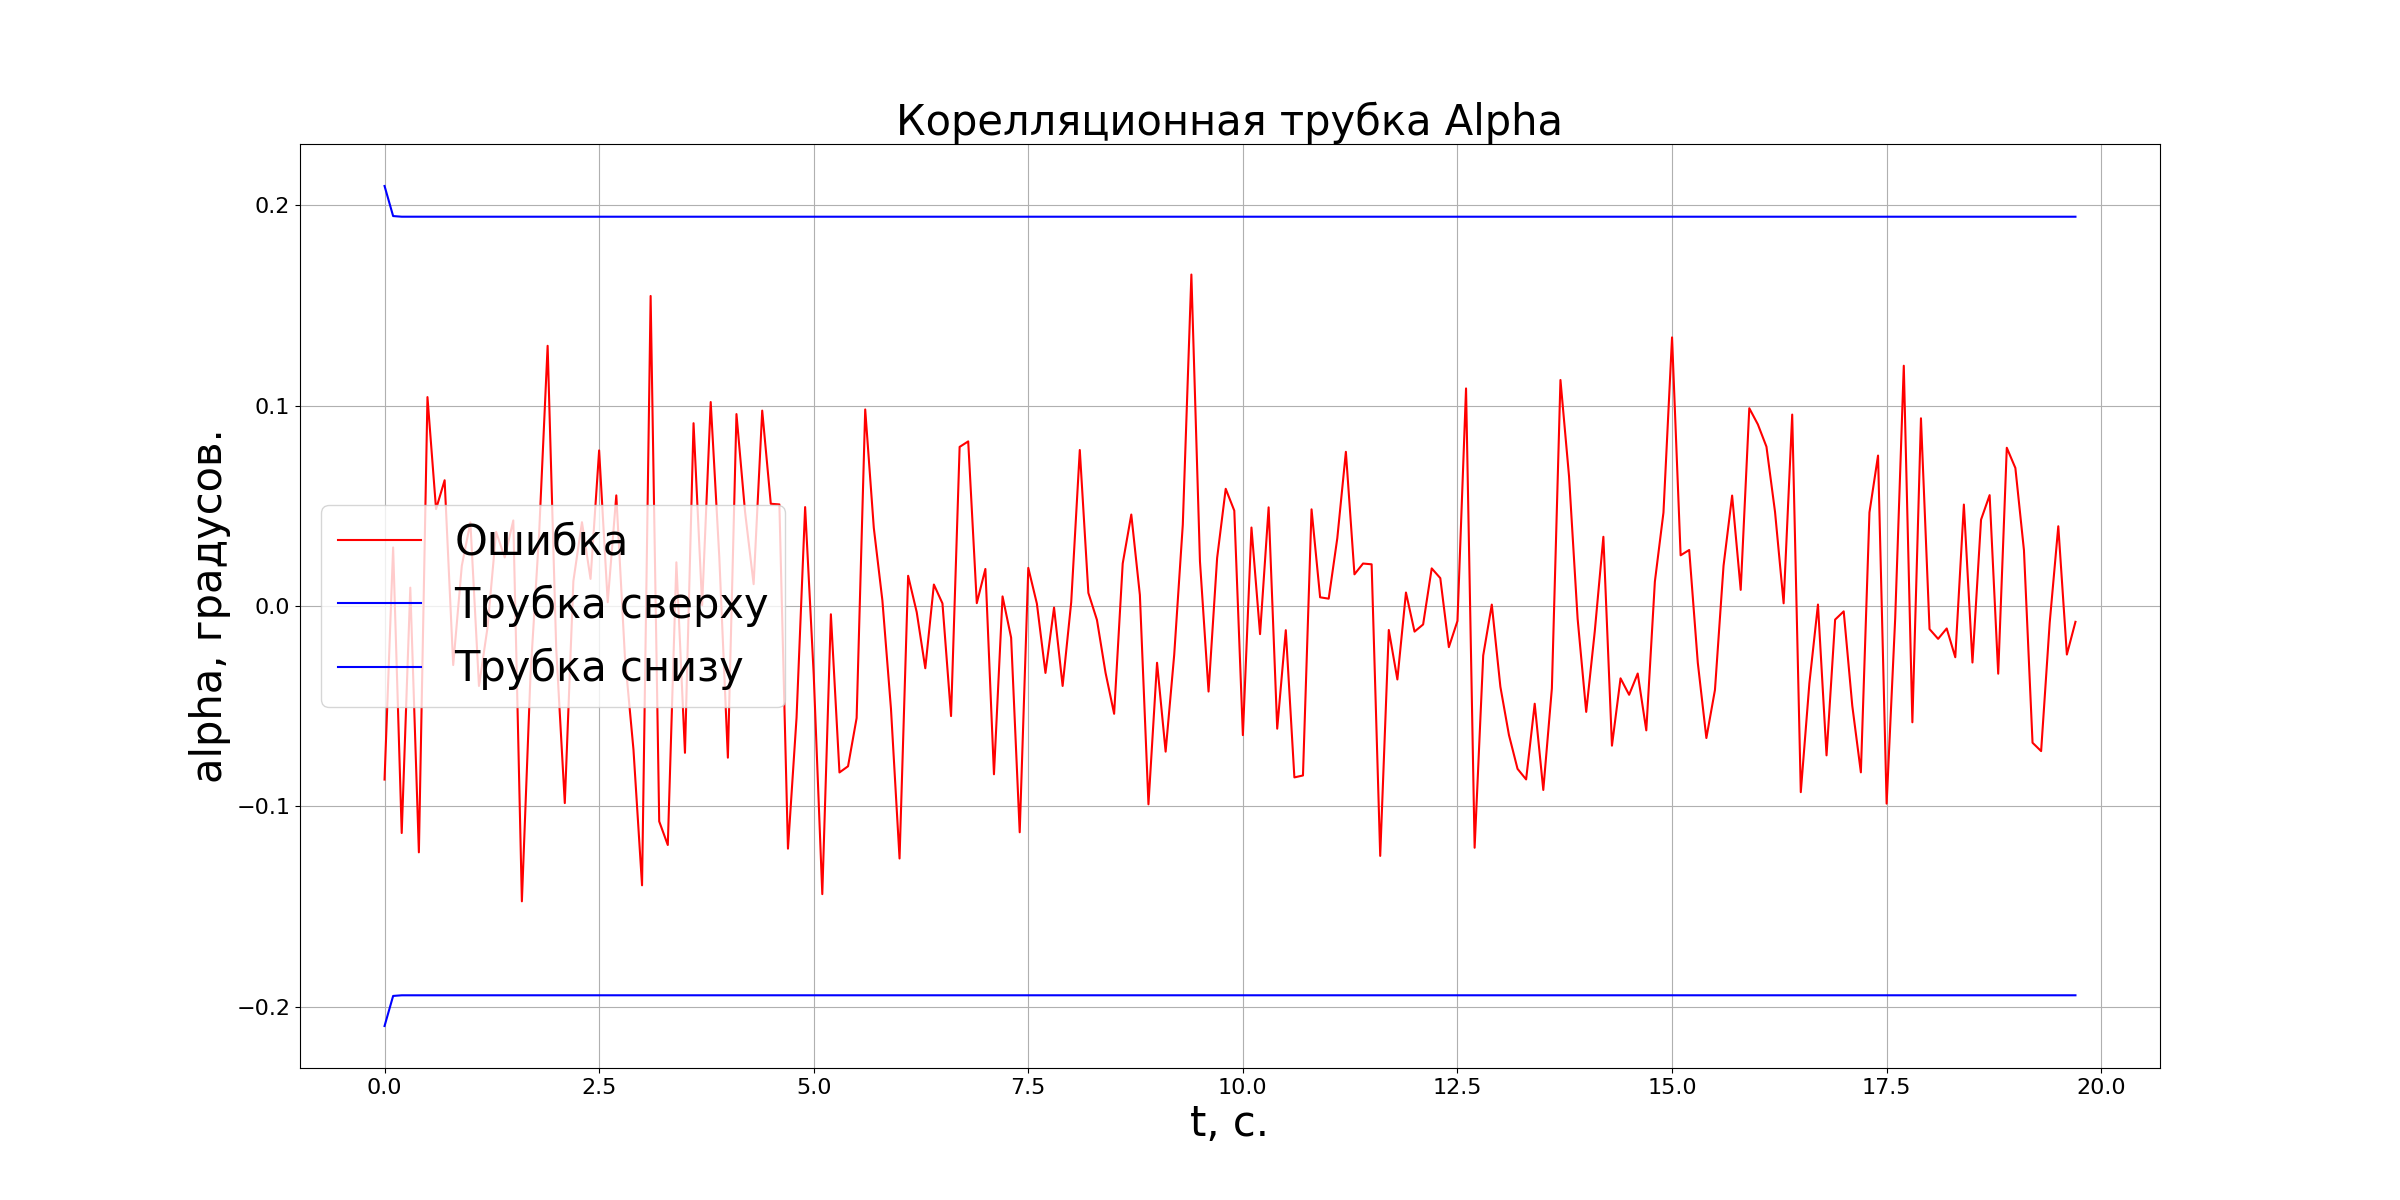 Корелляционная трубка Alpha
alpha, градусов.
0.2
0.1
0.0
−0.1
−0.2
Ошибка
Трубка сверху
Трубка снизу
0.0 2.5 5.0 7.5 10.0 12.5 15.0 17.5 20.0
t, с.